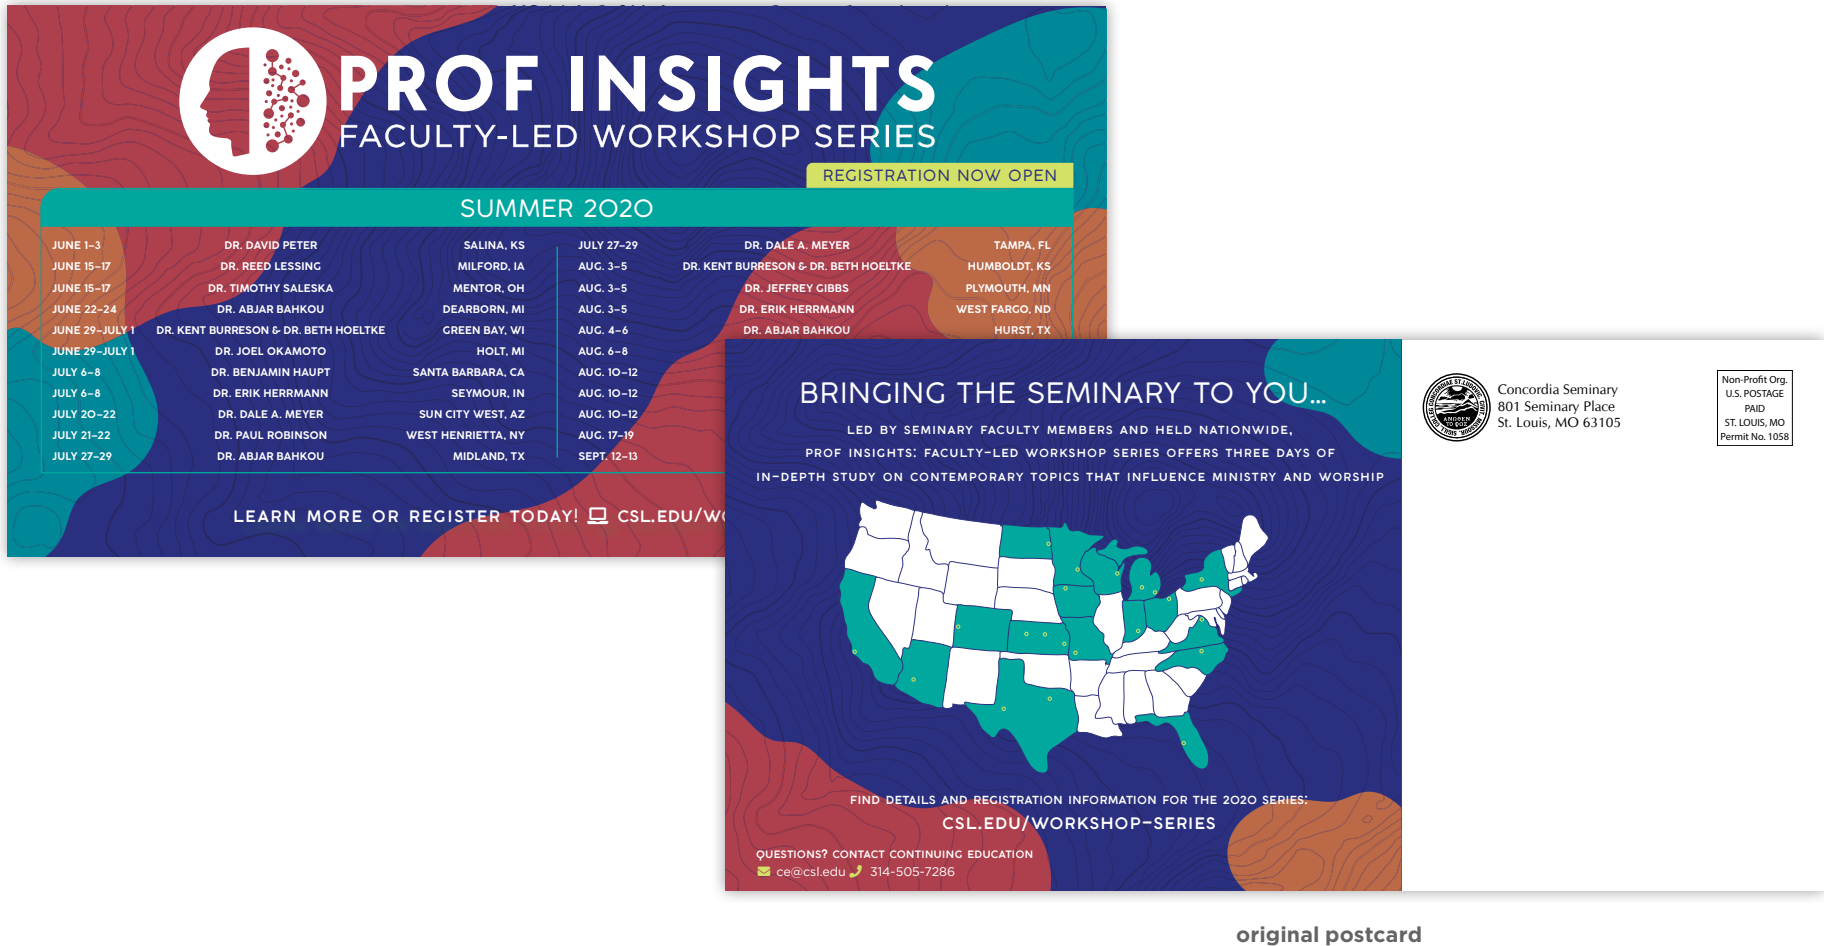 PROF INSIGHTS
FACULTY-LED WORKSHOP SERIES
REGISTRATION NOW OPEN
SUMMER 2020
JUNE 1–3 DR. DAVID PETER SALINA, KS
JUNE 15–17 DR. REED LESSING MILFORD, IA
JUNE 15–17 DR. TIMOTHY SALESKA MENTOR, OH
JUNE 22–24 DR. ABJAR BAHKOU DEARBORN, MI
JUNE 29–JULY 1 DR. KENT BURRESON & DR. BETH HOELTKE GREEN BAY, WI
JUNE 29–JULY 1 DR. JOEL OKAMOTO HOLT, MI
JULY 6–8 DR. BENJAMIN HAUPT SANTA BARBARA, CA
JULY 6–8 DR. ERIK HERRMANN SEYMOUR, IN
JULY 20–22 DR. DALE A. MEYER SUN CITY WEST, AZ
JULY 21–22 DR. PAUL ROBINSON WEST HENRIETTA, NY
JULY 27–29 DR. ABJAR BAHKOU MIDLAND, TX
JULY 27–29 DR. DALE A. MEYER TAMPA, FL
AUG. 3–5 DR. KENT BURRESON & DR. BETH HOELTKE HUMBOLDT, KS
AUG. 3–5 DR. JEFFREY GIBBS PLYMOUTH, MN
AUG. 3–5 DR. ERIK HERRMANN WEST FARGO, ND
AUG. 4–6 DR. ABJAR BAHKOU HURST, TX
AUG. 6–8
AUG. 10–12
AUG. 10–12
AUG. 10–12
AUG. 17–19
SEPT. 12–13
LEARN MORE OR REGISTER TODAY! CSL.EDU/WO
BRINGING THE SEMINARY TO YOU...
LED BY SEMINARY FACULTY MEMBERS AND HELD NATIONWIDE,
PROF INSIGHTS: FACULTY-LED WORKSHOP SERIES OFFERS THREE DAYS OF
IN-DEPTH STUDY ON CONTEMPORARY TOPICS THAT INFLUENCE MINISTRY AND WORSHIP
FIND DETAILS AND REGISTRATION INFORMATION FOR THE 2020 SERIES:
CSL.EDU/WORKSHOP-SERIES
QUESTIONS? CONTACT CONTINUING EDUCATION
ce@csl.edu 314-505-7286
Concordia Seminary
801 Seminary Place
St. Louis, MO 63105
Non-Profit Org.
U.S. POSTAGE
PAID
ST. LOUIS, MO
Permit No. 1058
original postcard